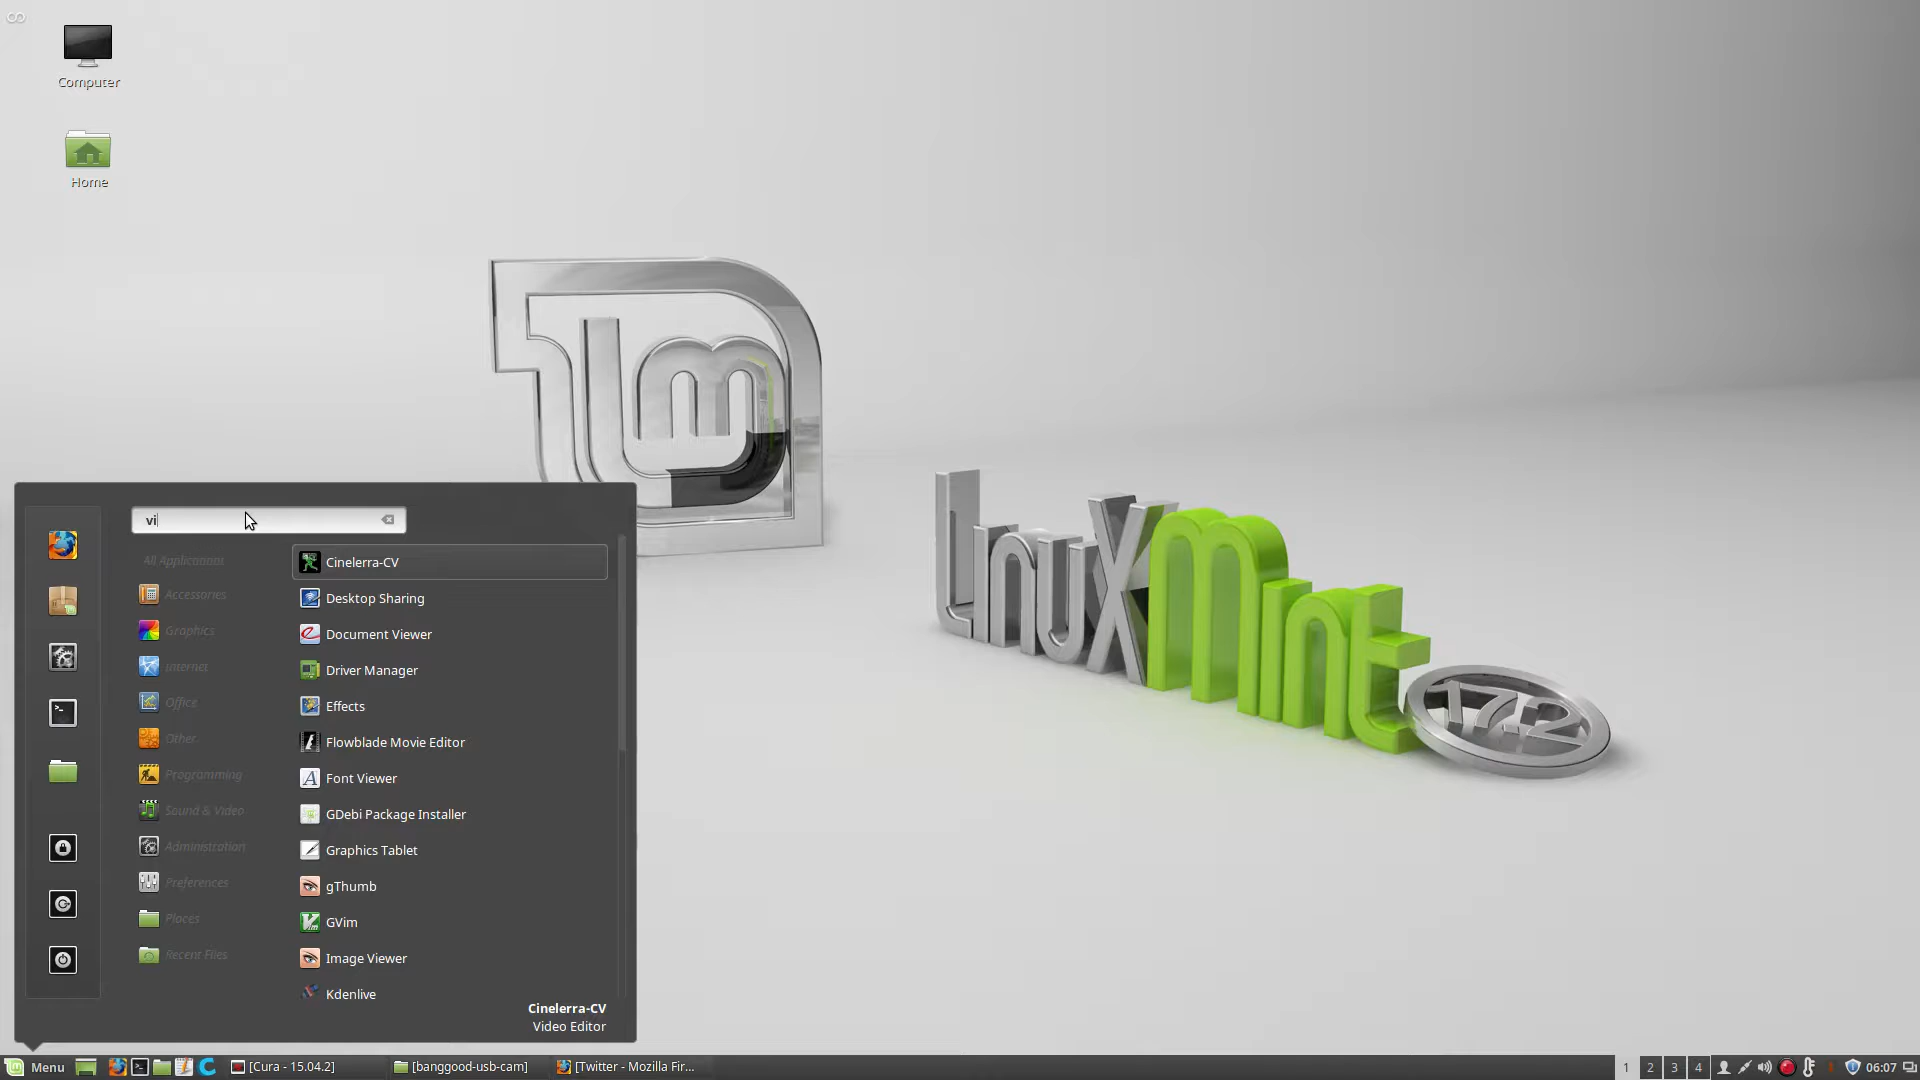 Computer
Home
Linux Mint
17.2
vi
All Applications
Accessories
Graphics
Internet
Office
Other
Programming
Sound & Video
Administration
Preferences
Places
Recent Files
Cinelerra-CV
Desktop Sharing
Document Viewer
Driver Manager
Effects
Flowblade Movie Editor
Font Viewer
GDebi Package Installer
Graphics Tablet
gThumb
GVim
Image Viewer
Kdenlive
Cinelerra-CV
Video Editor
Menu
[Cura - 15.04.2]
[banggood-usb-cam]
[Twitter - Mozilla Fir...
1 2 3 4
06:07